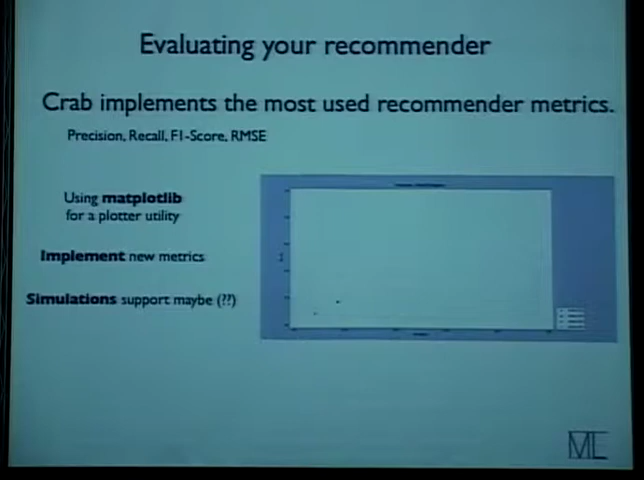 Evaluating your recommender
Crab implements the most used recommender metrics.
Precision, Recall, F1-Score, RMSE
Using matplotlib
for a plotter utility
Implement new metrics
Simulations support maybe (??)